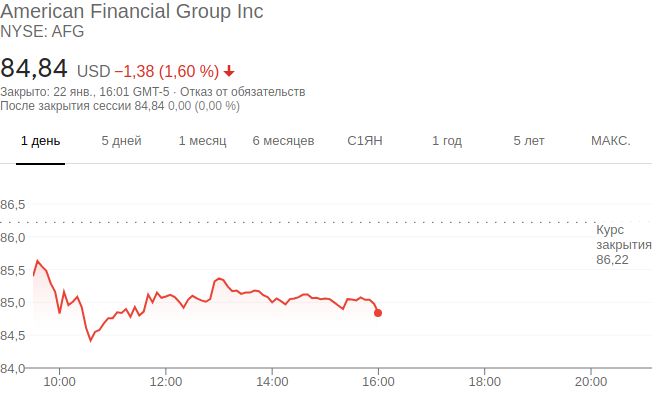 American Financial Group Inc
NYSE: AFG
84,84 USD −1,38 (1,60 %)
Закрыто: 22 янв., 16:01 GMT-5 · Отказ от обязательств
После закрытия сессии 84,84 0,00 (0,00 %)
1 день 5 дней 1 месяц 6 месяцев С1ЯН 1 год 5 лет МАКС.
86,5
86,0
85,5
85,0
84,5
84,0
Курс
закрытия
86,22
10:00 12:00 14:00 16:00 18:00 20:00